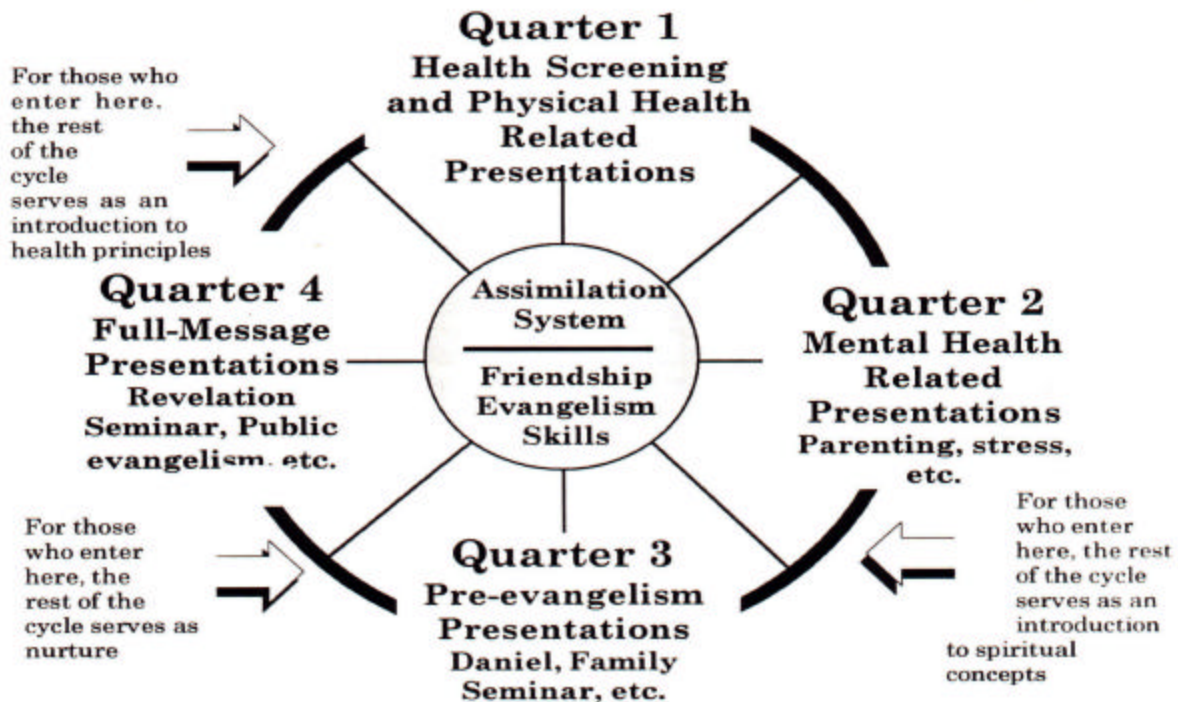 Quarter 1
Health Screening
and Physical Health
Related
Presentations
For those who
enter here.
the rest
of the
cycle
serves as an
introduction to
health principles
Quarter 4
Full-Message
Presentations
Revelation
Seminar, Public
evangelism. etc.
Assimilation
System
Friendship
Evangelism
Skills
Quarter 2
Mental Health
Related
Presentations
Parenting, stress,
etc.
For those
who enter
here, the
rest of the
cycle serves as
nurture
Quarter 3
Pre-evangelism
Presentations
Daniel, Family
Seminar, etc.
For those
who enter
here, the rest
of the cycle
serves as an
introduction
to spiritual
concepts